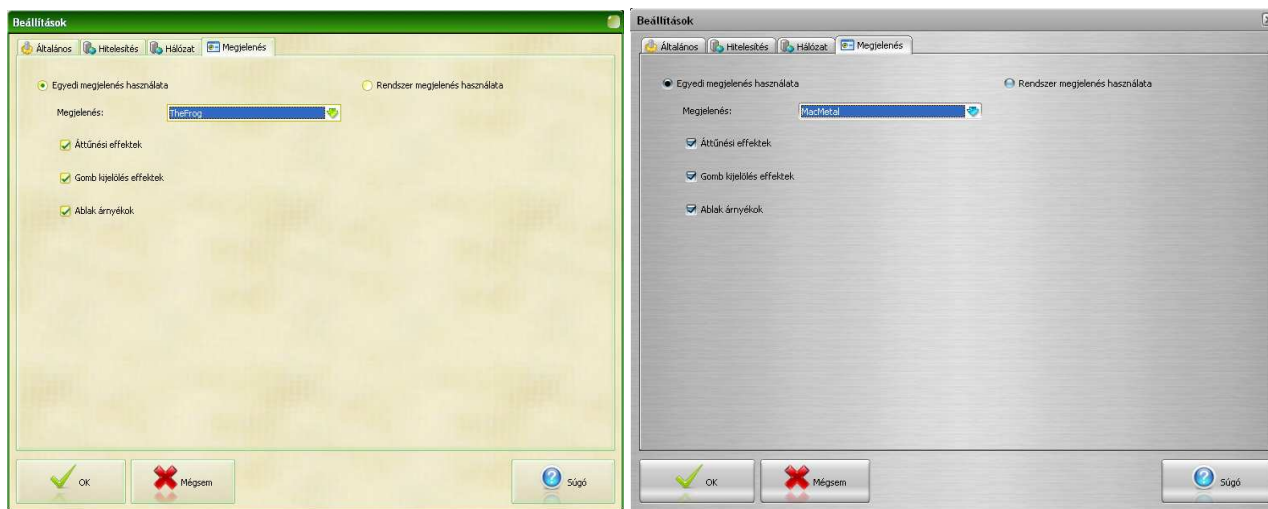 Beállítások
Általános Hitelesítés Hálózat Megjelenés
Egyedi megjelenés használata Rendszer megjelenés használata
Megjelenés: TheFrog
Áttűnési effektek
Gomb kijelölés effektek
Ablak árnyékok
OK Mégsem Súgó
Beállítások
Általános Hitelesítés Hálózat Megjelenés
Egyedi megjelenés használata Rendszer megjelenés használata
Megjelenés: MacMetal
Áttűnési effektek
Gomb kijelölés effektek
Ablak árnyékok
OK Mégsem Súgó